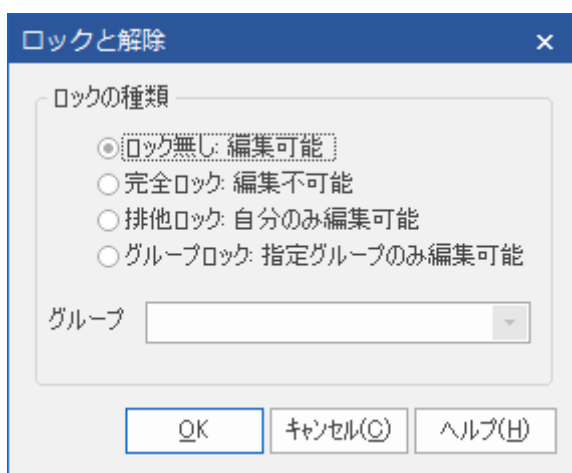 ロックと解除
ロックの種類
ロック無し: 編集可能
完全ロック: 編集不可能
排他ロック: 自分のみ編集可能
グループロック: 指定グループのみ編集可能
グループ
OK キャンセル(C) ヘルプ(H)